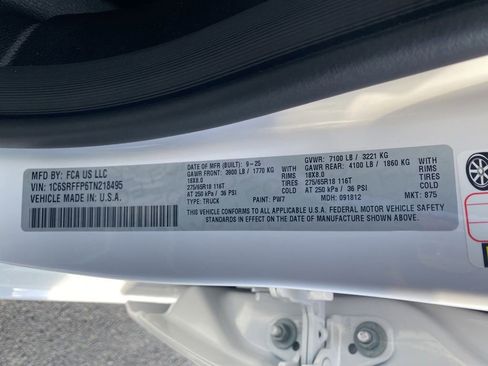 MFD BY: FCA US LLC
DATE OF MFR (BUILT): 9-25
GVWR: 7100 LB / 3221 KG
VIN: 1C6SRFFP5TN218495
GAWR FRONT: 3900 LB / 1770 KG
WITH
GAWR REAR: 4100 LB / 1860 KG
WITH
VEHICLE MADE IN: U.S.A.
18X8.0
RIMS
18X8.0
RIMS
275/65R18 116T
TIRES
275/65R18 116T
TIRES
AT 250 kPa / 36 PSI
COLD
AT 250 kPa / 36 PSI
COLD
TYPE: TRUCK
PAINT: PW7
MDH: 091812
MKT: 875
THIS VEHICLE CONFORMS TO ALL APPLICABLE U.S.A. FEDERAL MOTOR VEHICLE SAFETY
STANDARDS IN EFFECT ON THE DATE OF MANUFACTURE SHOWN ABOVE.